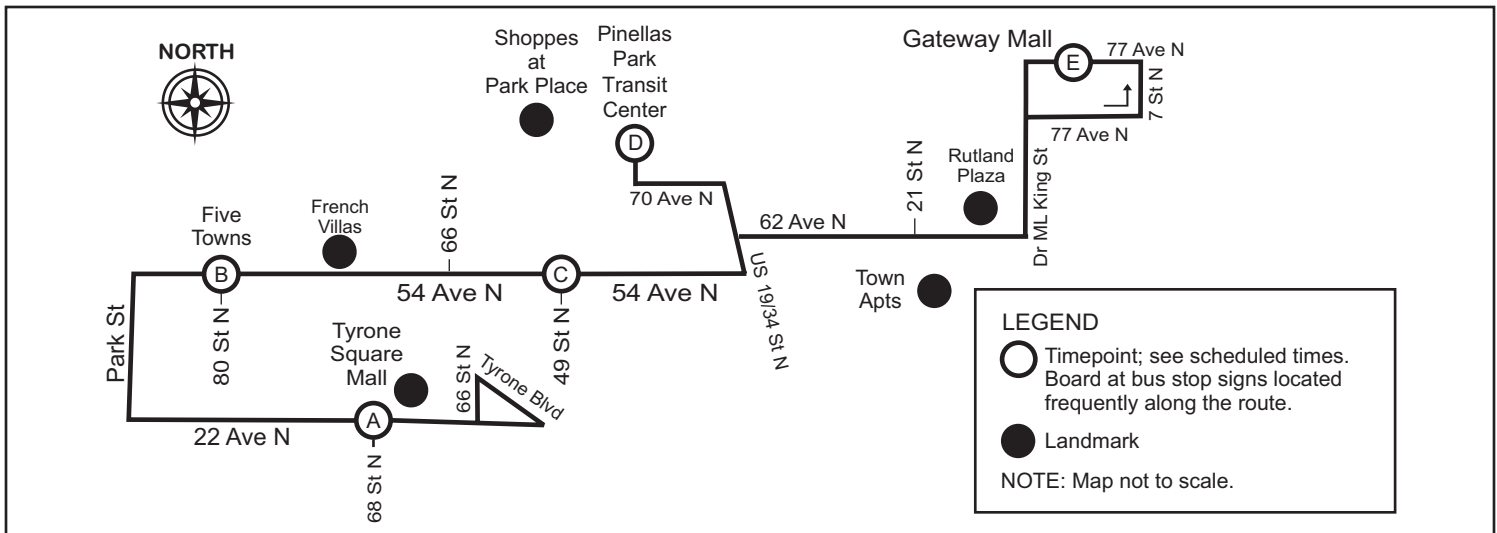 NORTH
Shoppes
at
Park Place
Pinellas
Park
Transit
Center
D
Gateway Mall
E
77 Ave N
7 St N
77 Ave N
70 Ave N
Rutland
Plaza
21 St N
62 Ave N
Dr ML King St
Five
Towns
French
Villas
66 St N
B
C
54 Ave N
54 Ave N
US 19/34 St N
Town
Apts
Park St
80 St N
Tyrone
Square
Mall
66 St N
Tyrone Blvd
49 St N
A
22 Ave N
68 St N
LEGEND
Timepoint; see scheduled times.
Board at bus stop signs located
frequently along the route.
Landmark
NOTE: Map not to scale.